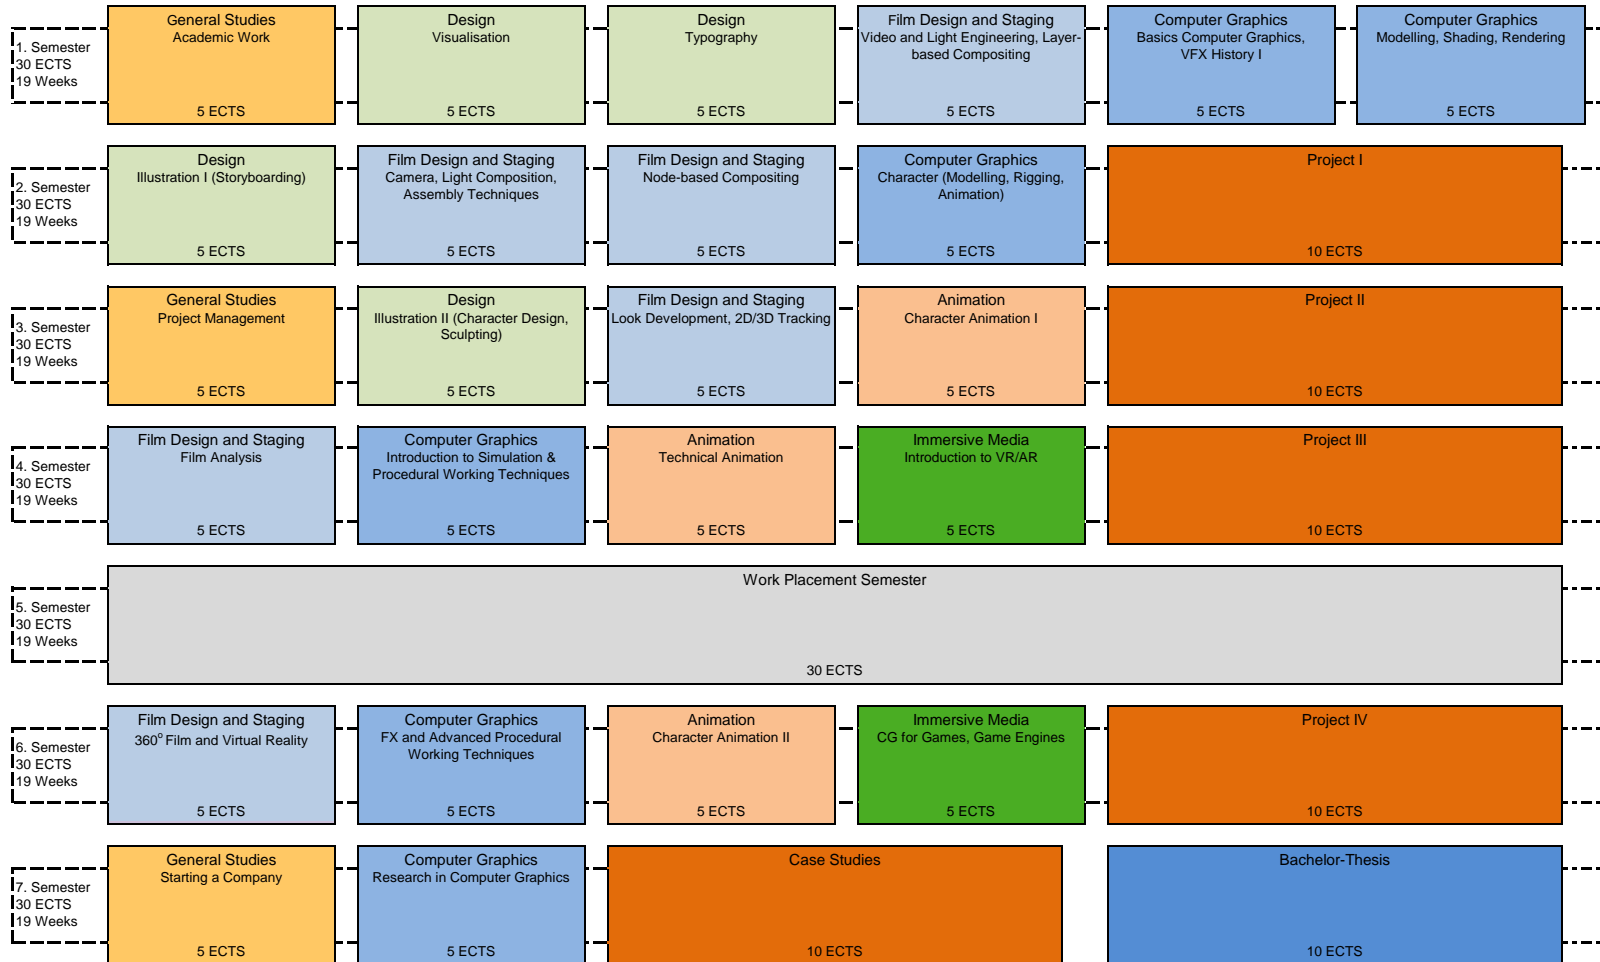 1. Semester
30 ECTS
19 Weeks
General Studies
Academic Work
5 ECTS
Design
Visualisation
5 ECTS
Design
Typography
5 ECTS
Film Design and Staging
Video and Light Engineering, Layer-
based Compositing
5 ECTS
Computer Graphics
Basics Computer Graphics,
VFX History I
5 ECTS
Computer Graphics
Modelling, Shading, Rendering
5 ECTS
2. Semester
30 ECTS
19 Weeks
Design
Illustration I (Storyboarding)
5 ECTS
Film Design and Staging
Camera, Light Composition,
Assembly Techniques
5 ECTS
Film Design and Staging
Node-based Compositing
5 ECTS
Computer Graphics
Character (Modelling, Rigging,
Animation)
5 ECTS
Project I
10 ECTS
3. Semester
30 ECTS
19 Weeks
General Studies
Project Management
5 ECTS
Design
Illustration II (Character Design,
Sculpting)
5 ECTS
Film Design and Staging
Look Development, 2D/3D Tracking
5 ECTS
Animation
Character Animation I
5 ECTS
Project II
10 ECTS
4. Semester
30 ECTS
19 Weeks
Film Design and Staging
Film Analysis
5 ECTS
Computer Graphics
Introduction to Simulation &
Procedural Working Techniques
5 ECTS
Animation
Technical Animation
5 ECTS
Immersive Media
Introduction to VR/AR
5 ECTS
Project III
10 ECTS
5. Semester
30 ECTS
19 Weeks
Work Placement Semester
30 ECTS
6. Semester
30 ECTS
19 Weeks
Film Design and Staging
360° Film and Virtual Reality
5 ECTS
Computer Graphics
FX and Advanced Procedural
Working Techniques
5 ECTS
Animation
Character Animation II
5 ECTS
Immersive Media
CG for Games, Game Engines
5 ECTS
Project IV
10 ECTS
7. Semester
30 ECTS
19 Weeks
General Studies
Starting a Company
5 ECTS
Computer Graphics
Research in Computer Graphics
5 ECTS
Case Studies
10 ECTS
Bachelor-Thesis
10 ECTS